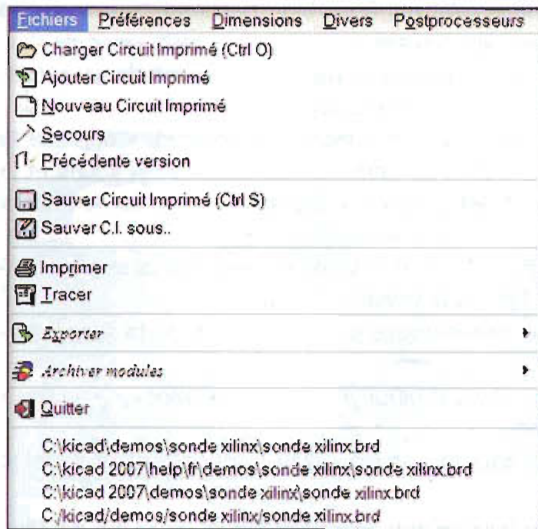 Fichiers Préférences Dimensions Divers Postprocesseurs
Charger Circuit Imprimé (Ctrl O)
Ajouter Circuit Imprimé
Nouveau Circuit Imprimé
Secours
Précédente version
Sauver Circuit Imprimé (Ctrl S)
Sauver C.I. sous..
Imprimer
Tracer
Exporter
Archiver modules
Quitter
C:\kicad\demos\sonde xilinx\sonde xilinx.brd
C:\kicad 2007\help\fr\demos\sonde xilinx\sonde xilinx.brd
C:\kicad 2007\demos\sonde xilinx\sonde xilinx.brd
C:/kicad/demos/sonde xilinx/sonde xilinx.brd